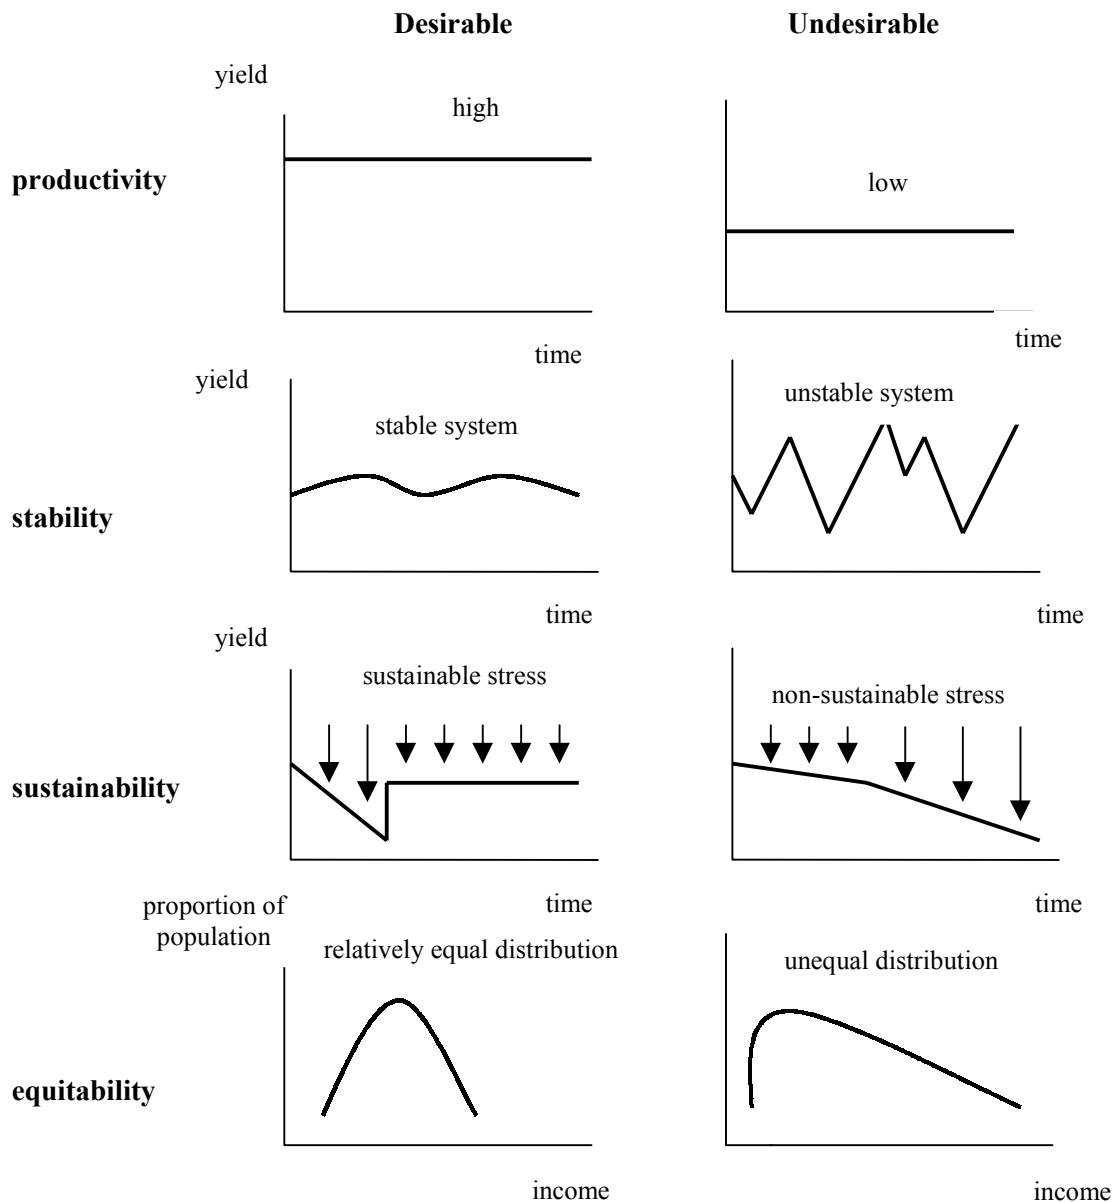 Desirable
Undesirable
yield
high
productivity
low
time
time
yield
stable system
unstable system
stability
time
time
yield
sustainable stress
non-sustainable stress
sustainability
time
time
proportion of
population
relatively equal distribution
unequal distribution
equitability
income
income